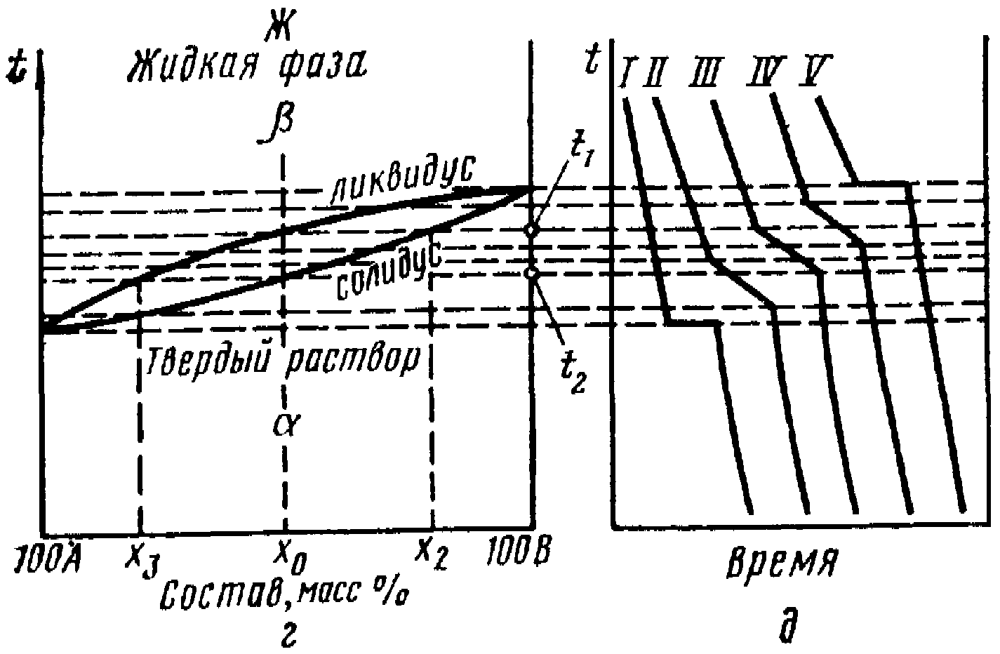 Ж
t Жидкая фаза
β
ликвидус
солидус
Твердый раствор
α
100A x3 x0 x2 100B
Состав, масс %
г
t1
t2
t I II III IV V
Время
д